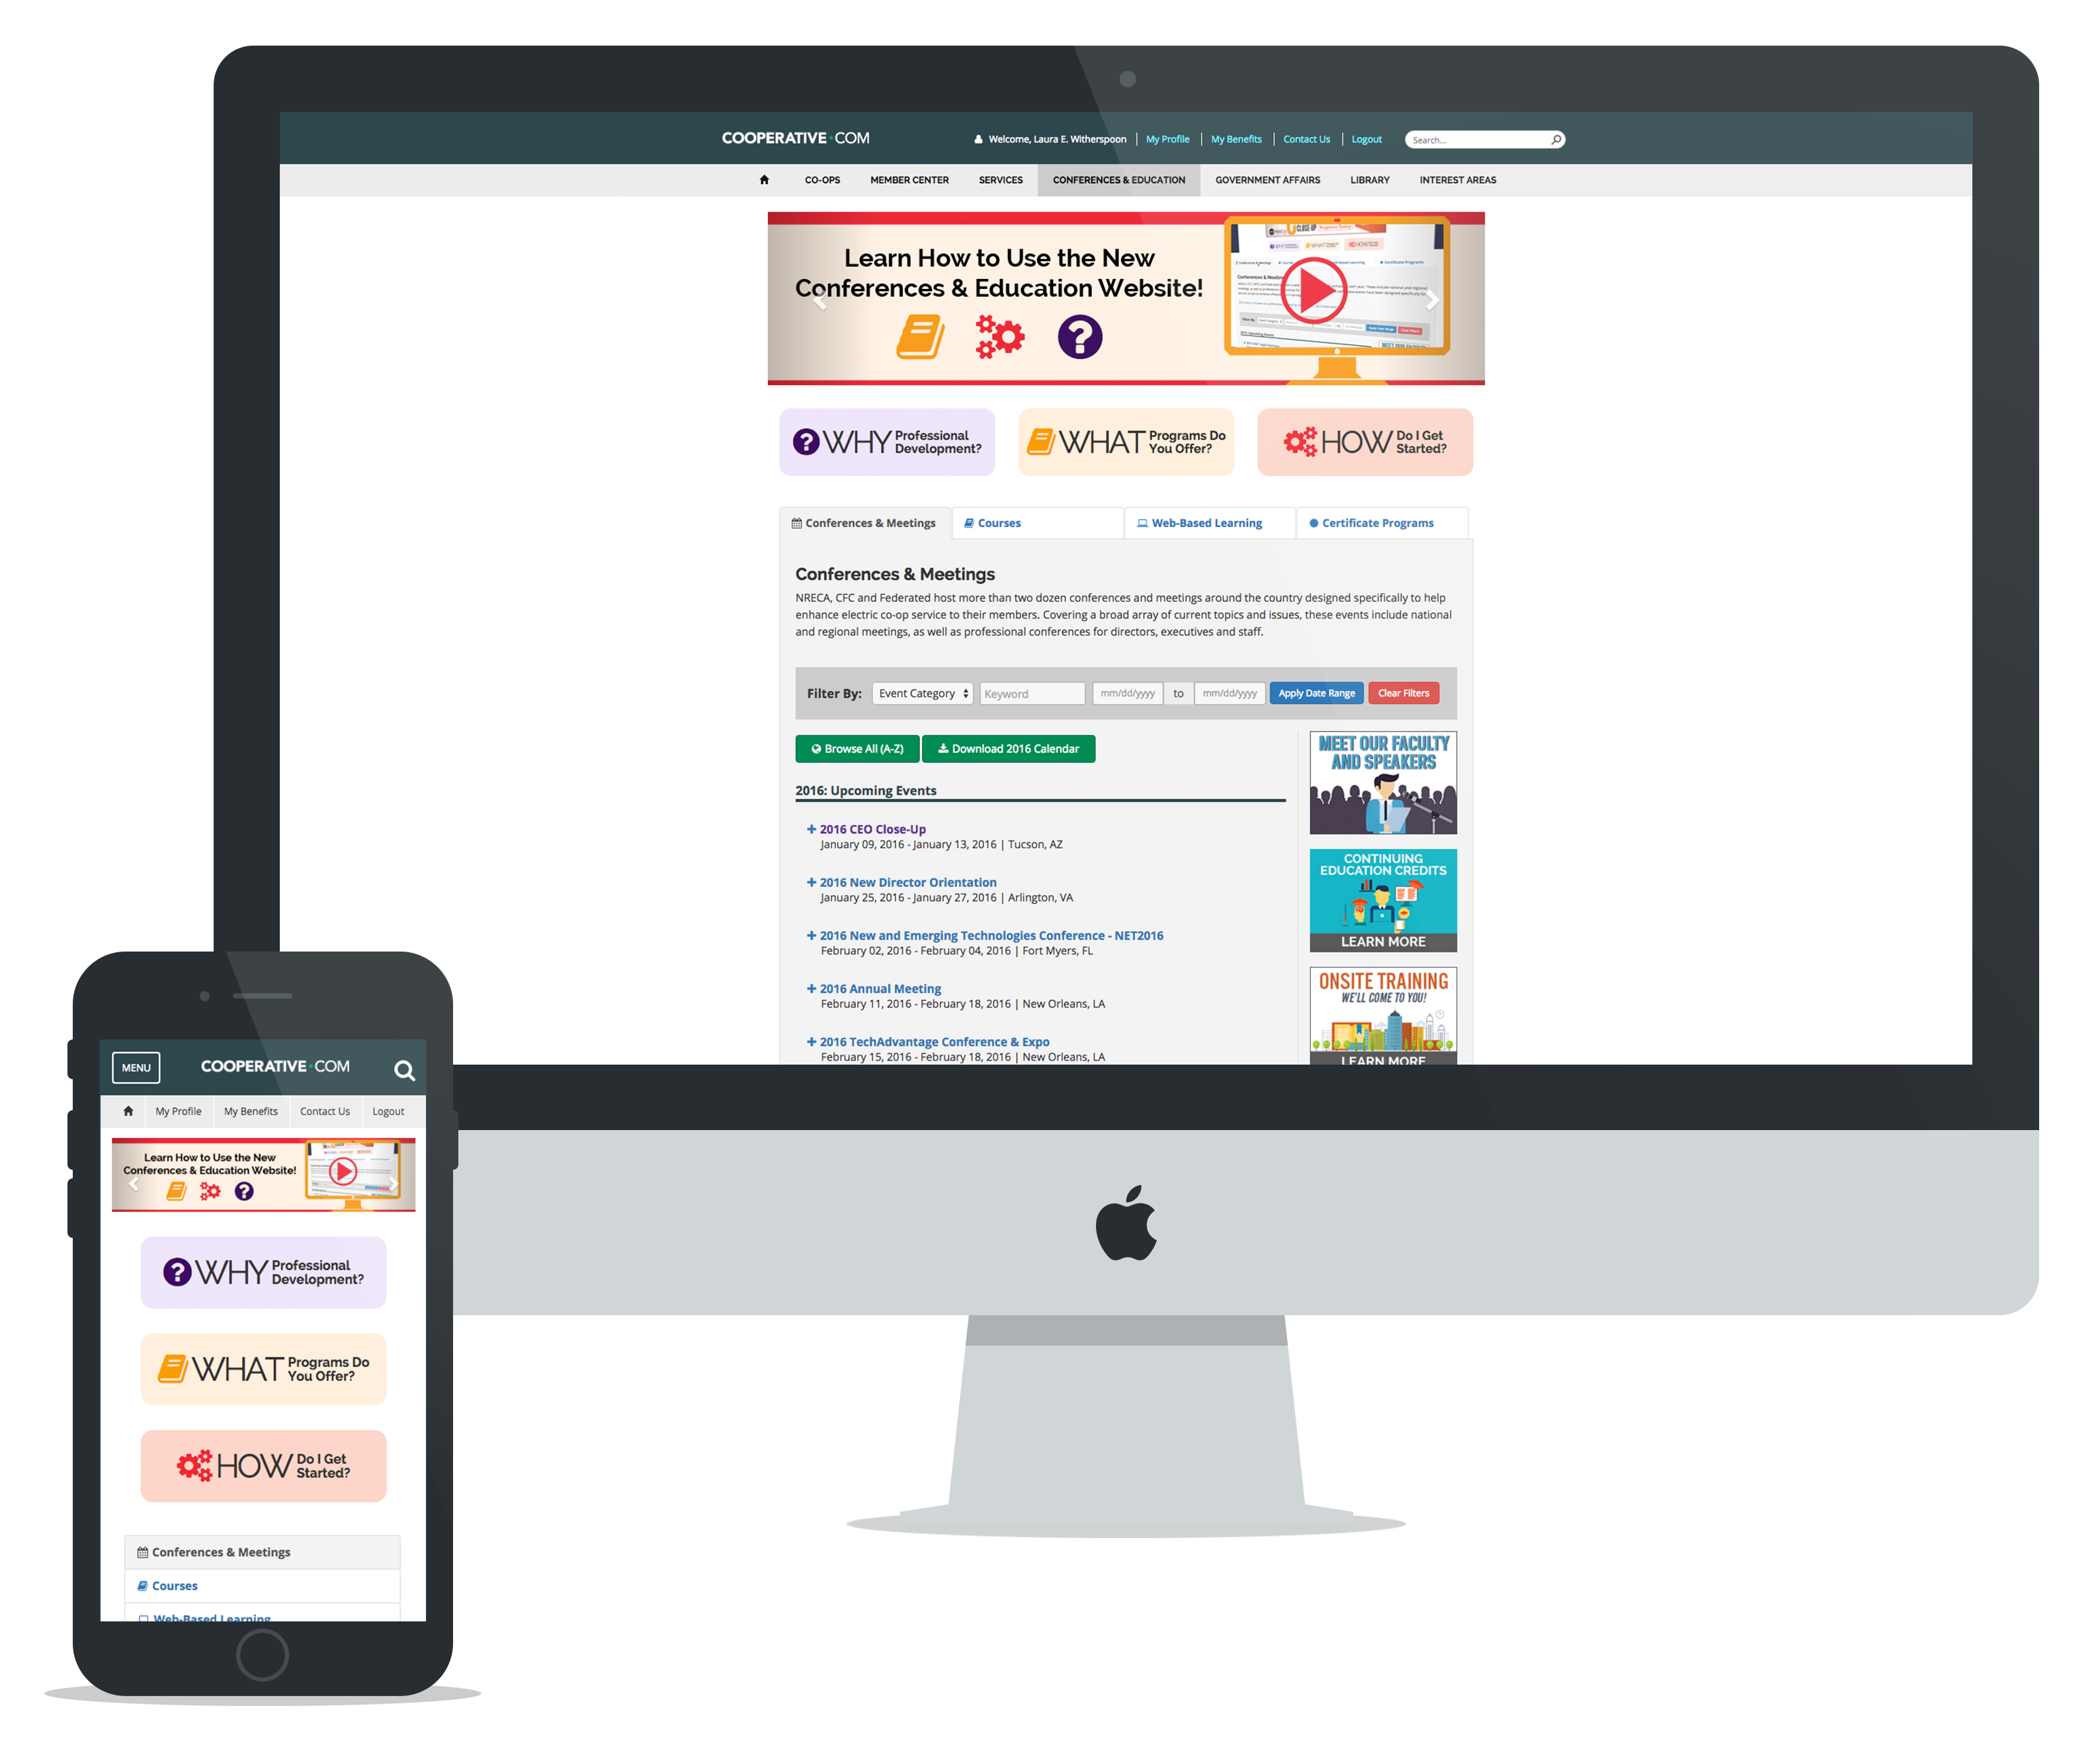 COOPERATIVE·COM
Welcome, Laura E. Witherspoon | My Profile | My Benefits | Contact Us | Logout
Search...
CO-OPS MEMBER CENTER SERVICES CONFERENCES & EDUCATION GOVERNMENT AFFAIRS LIBRARY INTEREST AREAS
Learn How to Use the New
Conferences & Education Website!
WHY Professional Development?
WHAT Programs Do You Offer?
HOW Do I Get Started?
Conferences & Meetings
Courses
Web-Based Learning
Certificate Programs
Conferences & Meetings
NRECA, CFC and Federated host more than two dozen conferences and meetings around the country designed specifically to help
enhance electric co-op service to their members. Covering a broad array of current topics and issues, these events include national
and regional meetings, as well as professional conferences for directors, executives and staff.
Filter By: Event Category Keyword mm/dd/yyyy to mm/dd/yyyy Apply Date Range Clear Filters
Browse All (A-Z) Download 2016 Calendar
2016: Upcoming Events
+ 2016 CEO Close-Up
January 09, 2016 - January 13, 2016 | Tucson, AZ
+ 2016 New Director Orientation
January 25, 2016 - January 27, 2016 | Arlington, VA
+ 2016 New and Emerging Technologies Conference - NET2016
February 02, 2016 - February 04, 2016 | Fort Myers, FL
+ 2016 Annual Meeting
February 11, 2016 - February 18, 2016 | New Orleans, LA
+ 2016 TechAdvantage Conference & Expo
February 15, 2016 - February 18, 2016 | New Orleans, LA
MEET OUR FACULTY
AND SPEAKERS
CONTINUING
EDUCATION CREDITS
LEARN MORE
ONSITE TRAINING
WE'LL COME TO YOU!
LEARN MORE
MENU
COOPERATIVE·COM
My Profile My Benefits Contact Us Logout
Learn How to Use the New
Conferences & Education Website!
WHY Professional Development?
WHAT Programs Do You Offer?
HOW Do I Get Started?
Conferences & Meetings
Courses
Web-Based Learning